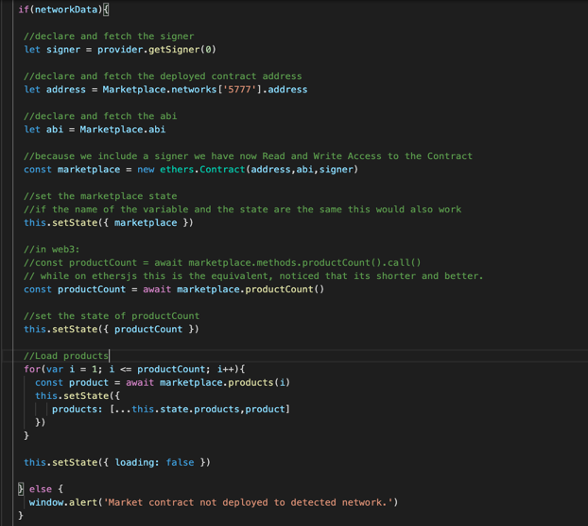 if(networkData){
//declare and fetch the signer
let signer = provider.getSigner(0)
//declare and fetch the deployed contract address
let address = Marketplace.networks['5777'].address
//declare and fetch the abi
let abi = Marketplace.abi
//because we include a signer we have now Read and Write Access to the Contract
const marketplace = new ethers.Contract(address,abi,signer)
//set the marketplace state
//if the name of the variable and the state are the same this would also work
this.setState({ marketplace })
//in web3:
//const productCount = await marketplace.methods.productCount().call()
// while on ethersjs this is the equivalent, noticed that its shorter and better.
const productCount = await marketplace.productCount()
//set the state of productCount
this.setState({ productCount })
//Load products
for(var i = 1; i <= productCount; i++){
const product = await marketplace.products(i)
this.setState({
products: [...this.state.products,product]
})
}
this.setState({ loading: false })
} else {
window.alert('Market contract not deployed to detected network.')
}